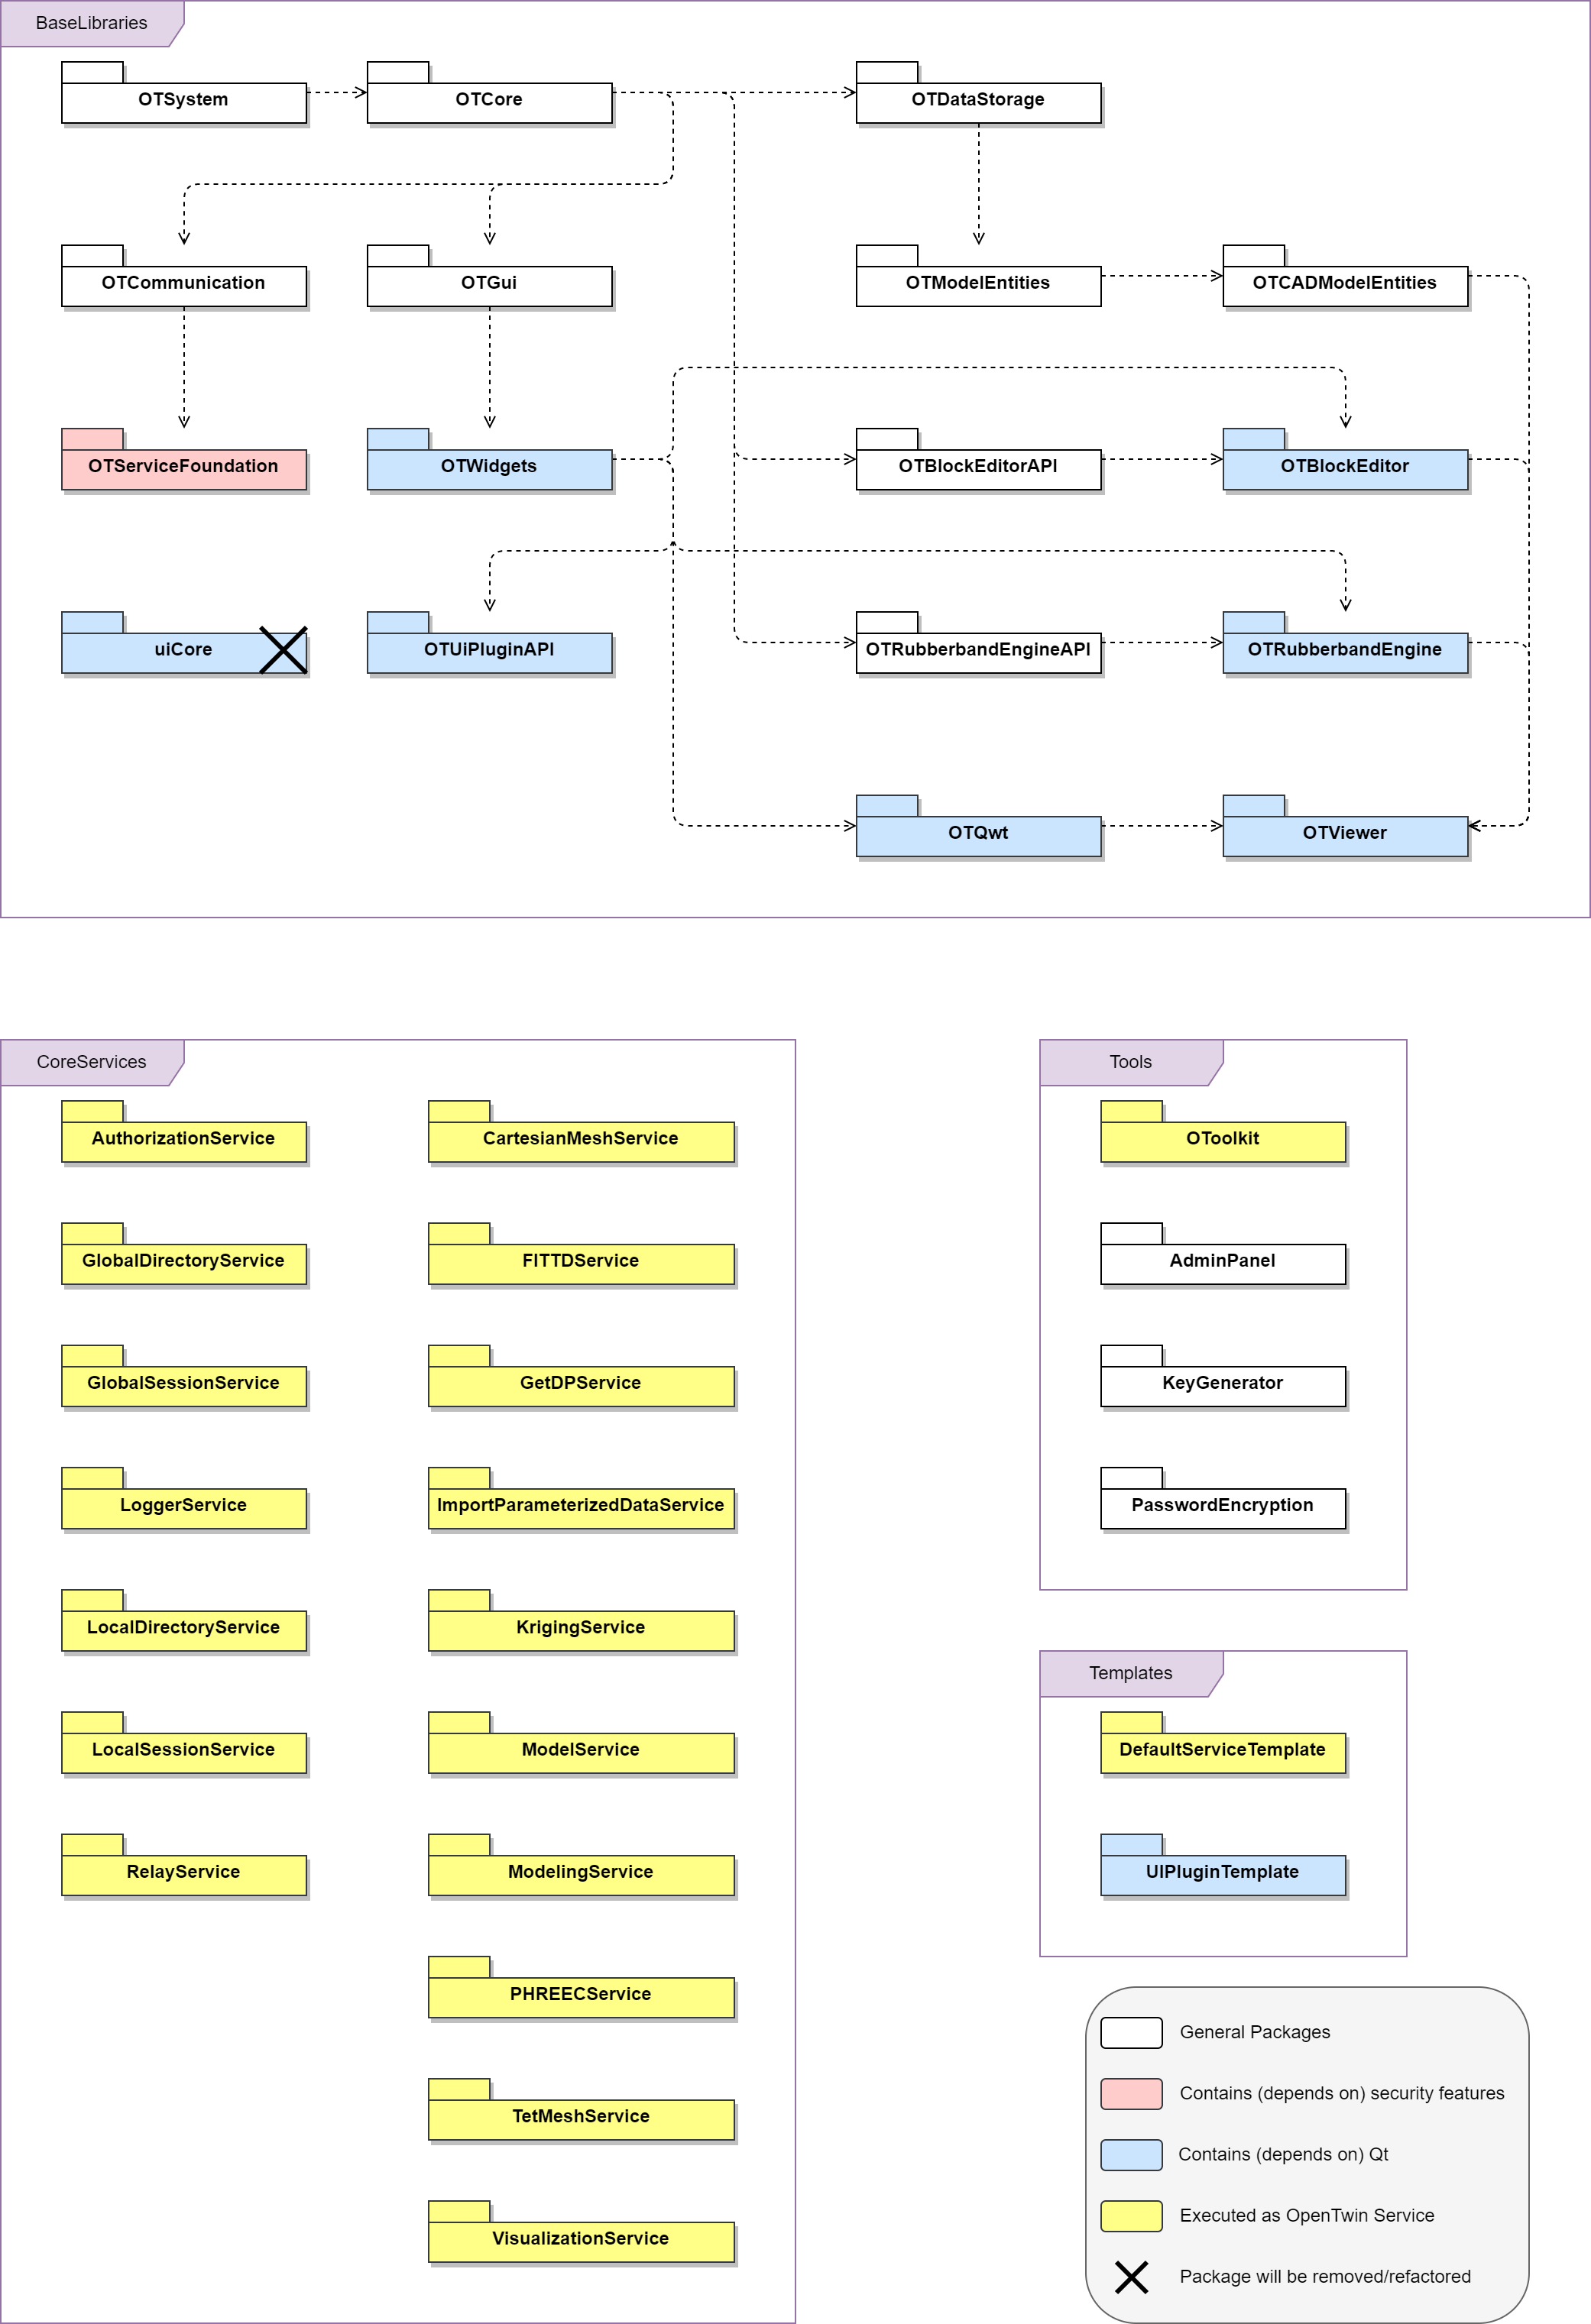 BaseLibraries
OTSystem
OTCore
OTDataStorage
OTCommunication
OTGui
OTModelEntities
OTCADModelEntities
OTServiceFoundation
OTWidgets
OTBlockEditorAPI
OTBlockEditor
uiCore
OTUiPluginAPI
OTRubberbandEngineAPI
OTRubberbandEngine
OTQwt
OTViewer
CoreServices
AuthorizationService
CartesianMeshService
GlobalDirectoryService
FITTDService
GlobalSessionService
GetDPService
LoggerService
ImportParameterizedDataService
LocalDirectoryService
KrigingService
LocalSessionService
ModelService
RelayService
ModelingService
PHREECService
TetMeshService
VisualizationService
Tools
OToolkit
AdminPanel
KeyGenerator
PasswordEncryption
Templates
DefaultServiceTemplate
UIPluginTemplate
General Packages
Contains (depends on) security features
Contains (depends on) Qt
Executed as OpenTwin Service
Package will be removed/refactored